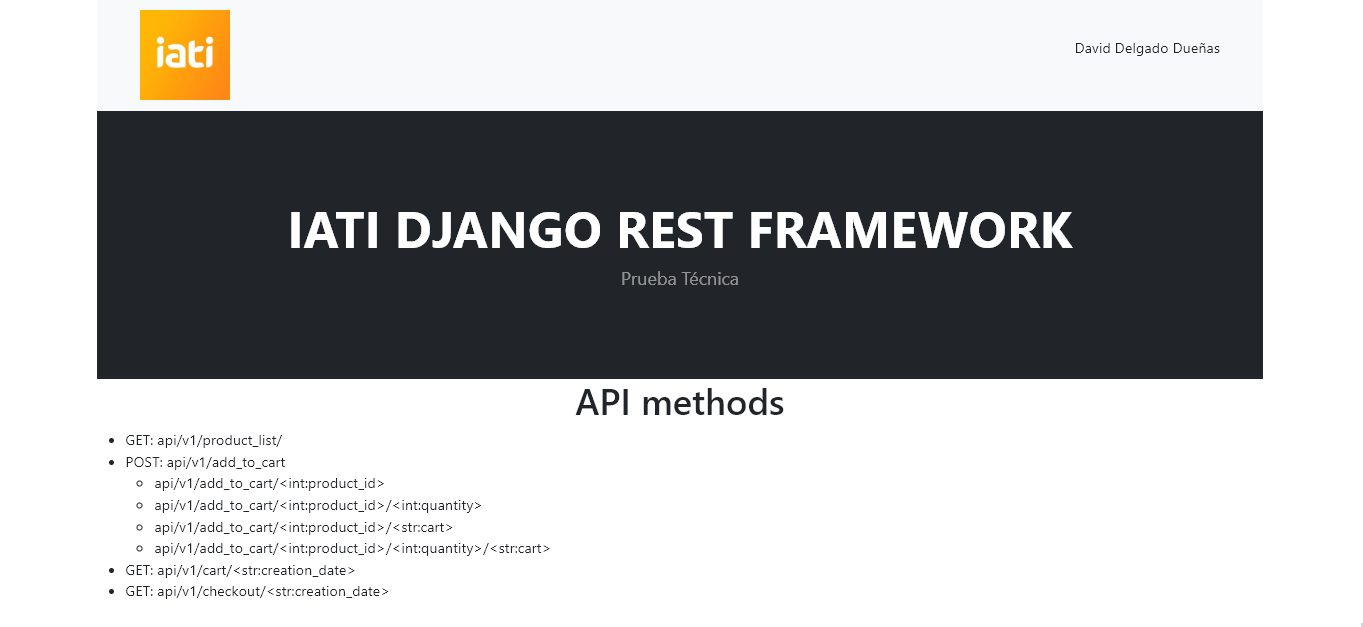 iati
David Delgado Dueñas
IATI DJANGO REST FRAMEWORK
Prueba Técnica
API methods
GET: api/v1/product_list/
POST: api/v1/add_to_cart
api/v1/add_to_cart/<int:product_id>
api/v1/add_to_cart/<int:product_id>/<int:quantity>
api/v1/add_to_cart/<int:product_id>/<str:cart>
api/v1/add_to_cart/<int:product_id>/<int:quantity>/<str:cart>
GET: api/v1/cart/<str:creation_date>
GET: api/v1/checkout/<str:creation_date>